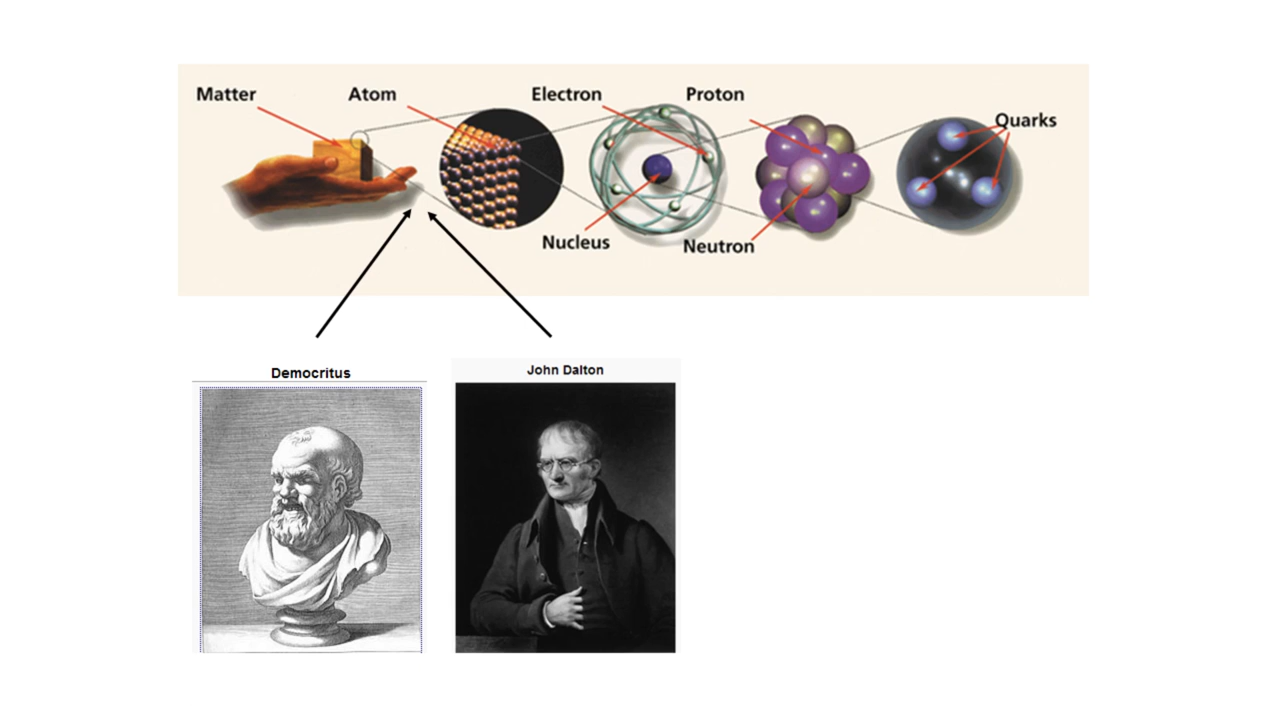 Matter
Atom
Electron
Proton
Quarks
Nucleus
Neutron
Democritus
John Dalton